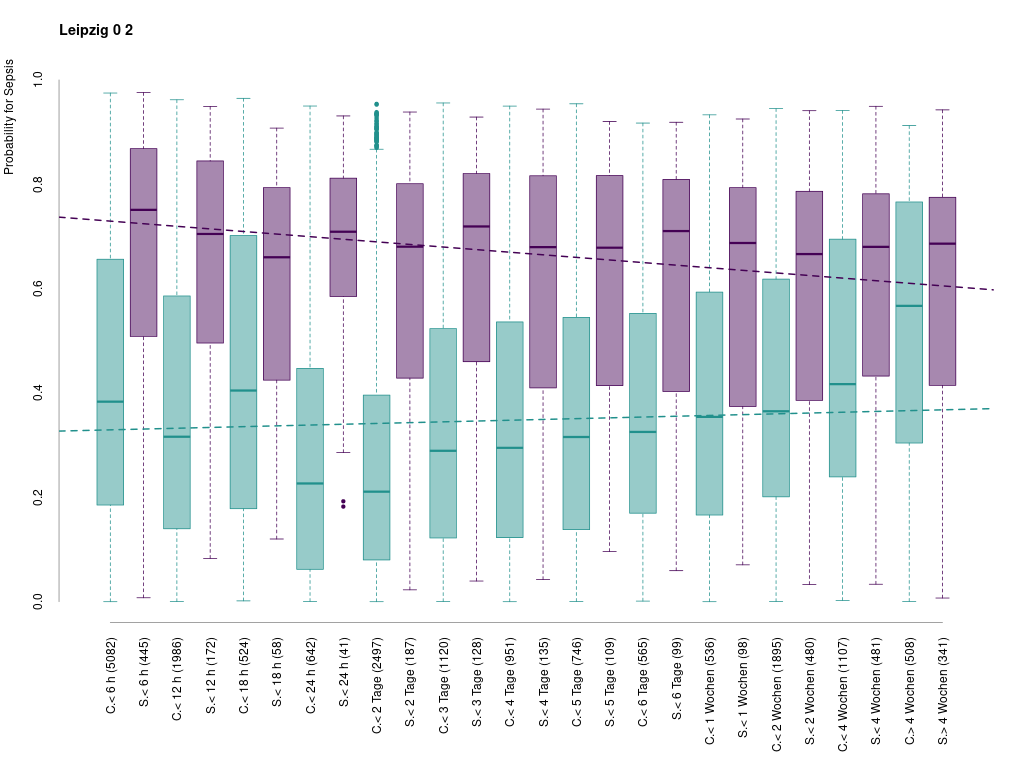 Leipzig 0 2
Probability for Sepsis
1.0
0.8
0.6
0.4
0.2
0.0
C.< 6 h (5082)
S.< 6 h (445)
C.< 12 h (1986)
S.< 12 h (172)
C.< 18 h (524)
S.< 18 h (58)
C.< 24 h (642)
S.< 24 h (41)
C.< 2 Tage (2497)
S.< 2 Tage (187)
C.< 3 Tage (1120)
S.< 3 Tage (128)
C.< 4 Tage (951)
S.< 4 Tage (135)
C.< 5 Tage (746)
S.< 5 Tage (109)
C.< 6 Tage (565)
S.< 6 Tage (99)
C.< 1 Wochen (536)
S.< 1 Wochen (98)
C.< 2 Wochen (1895)
S.< 2 Wochen (480)
C.< 4 Wochen (1107)
S.< 4 Wochen (481)
C.> 4 Wochen (508)
S.> 4 Wochen (341)